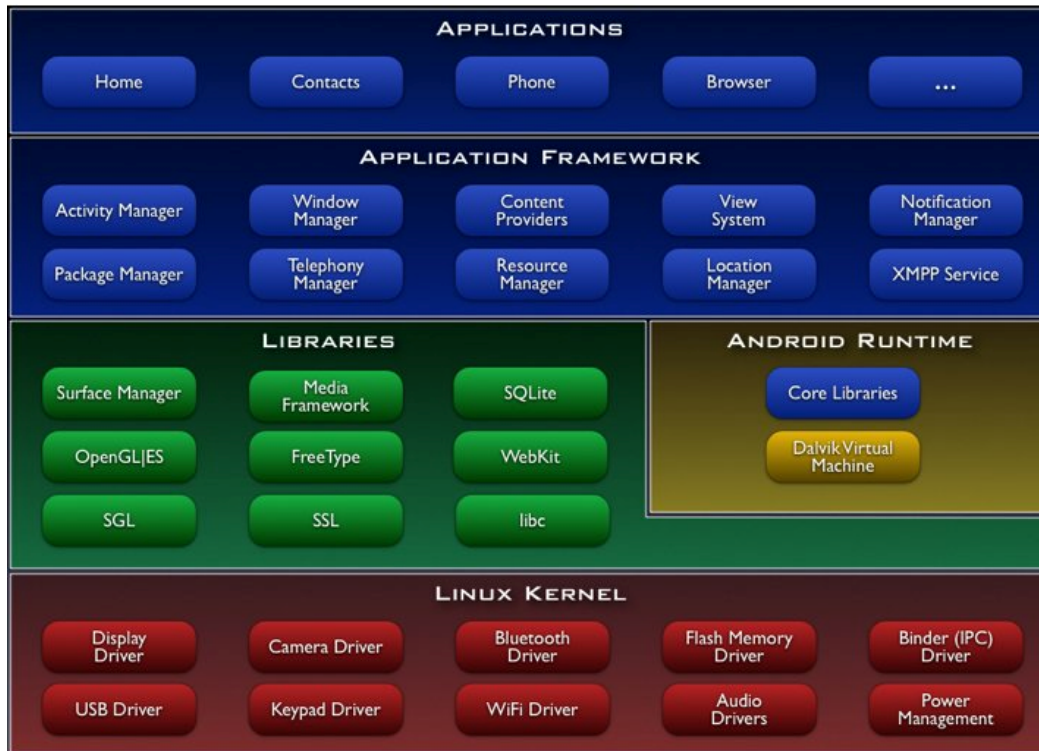 APPLICATIONS
Home
Contacts
Phone
Browser
...
APPLICATION FRAMEWORK
Activity Manager
Window
Manager
Content
Providers
View
System
Notification
Manager
Package Manager
Telephony
Manager
Resource
Manager
Location
Manager
XMPP Service
LIBRARIES
Surface Manager
Media
Framework
SQLite
OpenGL|ES
FreeType
WebKit
SGL
SSL
libc
ANDROID RUNTIME
Core Libraries
Dalvik Virtual
Machine
LINUX KERNEL
Display
Driver
Camera Driver
Bluetooth
Driver
Flash Memory
Driver
Binder (IPC)
Driver
USB Driver
Keypad Driver
WiFi Driver
Audio
Drivers
Power
Management